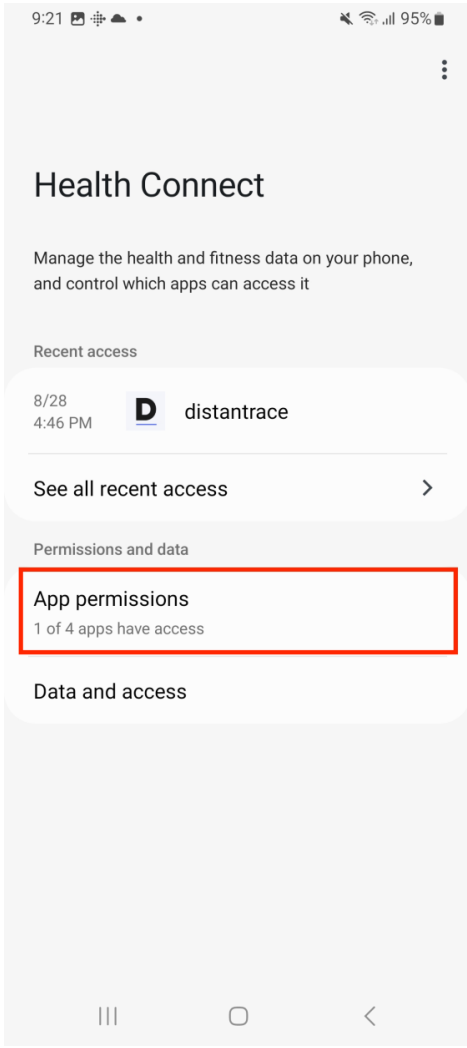 9:21 95%
Health Connect
Manage the health and fitness data on your phone,
and control which apps can access it
Recent access
8/28
4:46 PM
D
distantrace
See all recent access
Permissions and data
App permissions
1 of 4 apps have access
Data and access